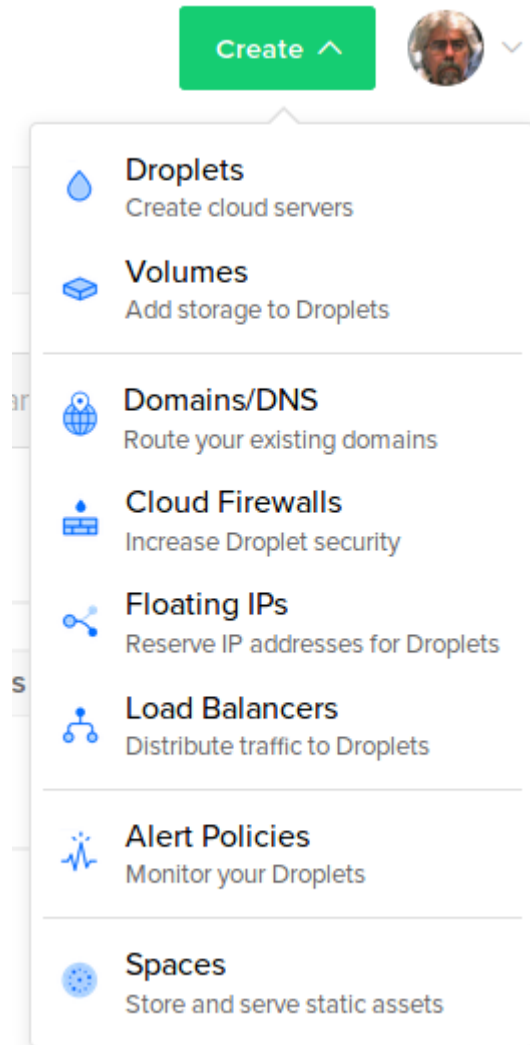 Create
Droplets
Create cloud servers
Volumes
Add storage to Droplets
ar
Domains/DNS
Route your existing domains
Cloud Firewalls
Increase Droplet security
Floating IPs
Reserve IP addresses for Droplets
s
Load Balancers
Distribute traffic to Droplets
Alert Policies
Monitor your Droplets
Spaces
Store and serve static assets